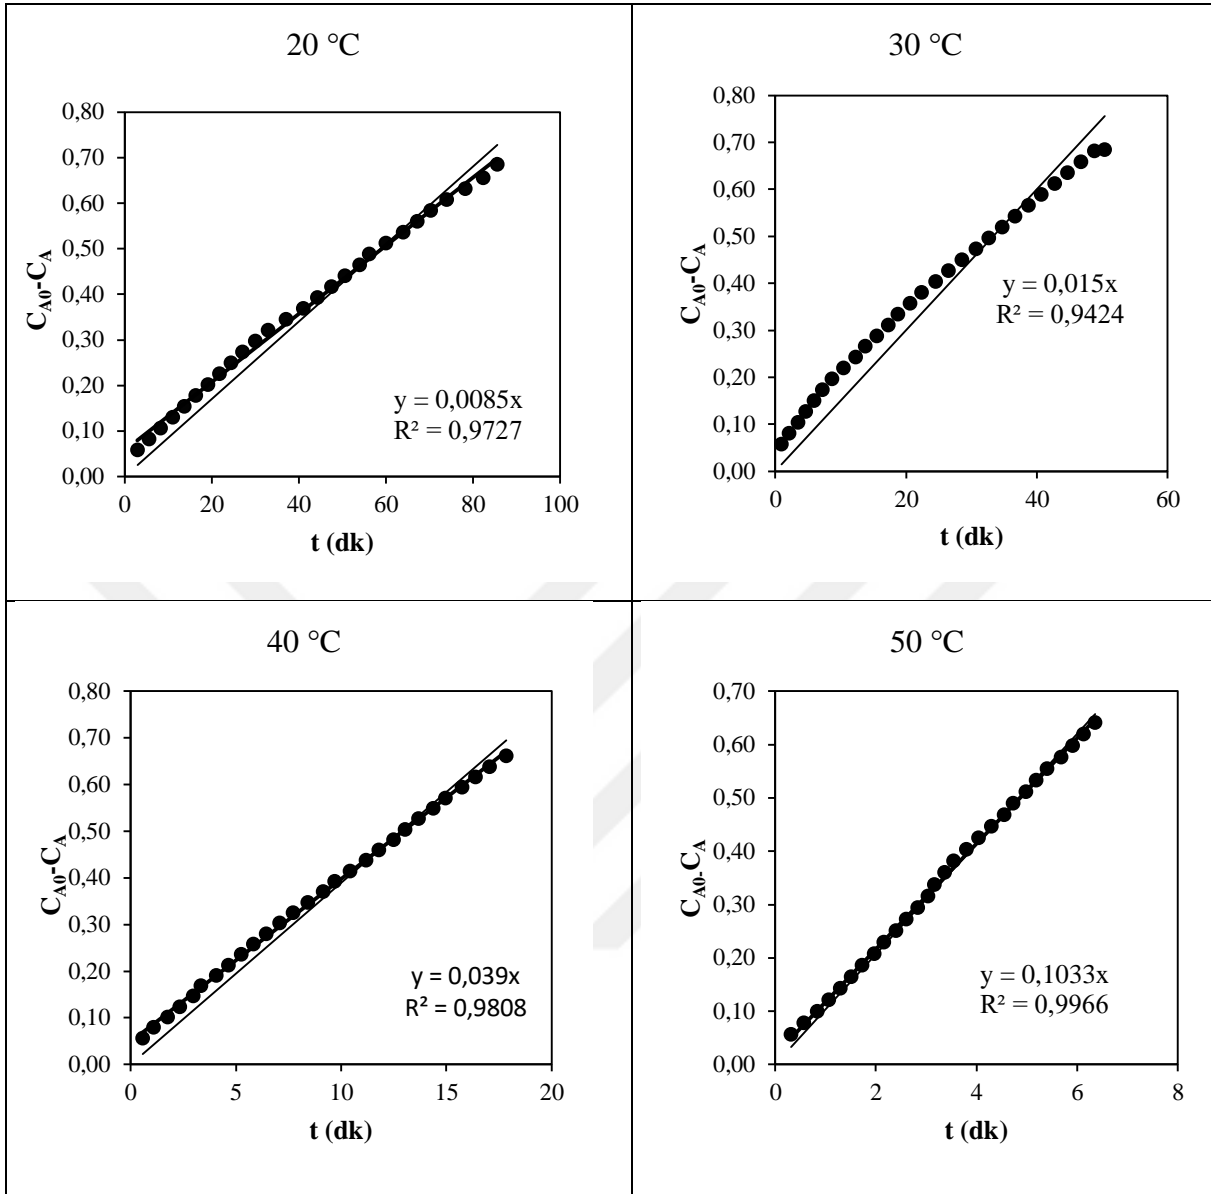 20 °C
0,80
0,70
0,60
0,50
0,40
0,30
0,20
0,10
0,00
C_A0-C_A
y = 0,0085x
R² = 0,9727
0 20 40 60 80 100
t (dk)
30 °C
0,80
0,70
0,60
0,50
0,40
0,30
0,20
0,10
0,00
C_A0-C_A
y = 0,015x
R² = 0,9424
0 20 40 60
t (dk)
40 °C
0,80
0,70
0,60
0,50
0,40
0,30
0,20
0,10
0,00
C_A0-C_A
y = 0,039x
R² = 0,9808
0 5 10 15 20
t (dk)
50 °C
0,70
0,60
0,50
0,40
0,30
0,20
0,10
0,00
C_A0-C_A
y = 0,1033x
R² = 0,9966
0 2 4 6 8
t (dk)